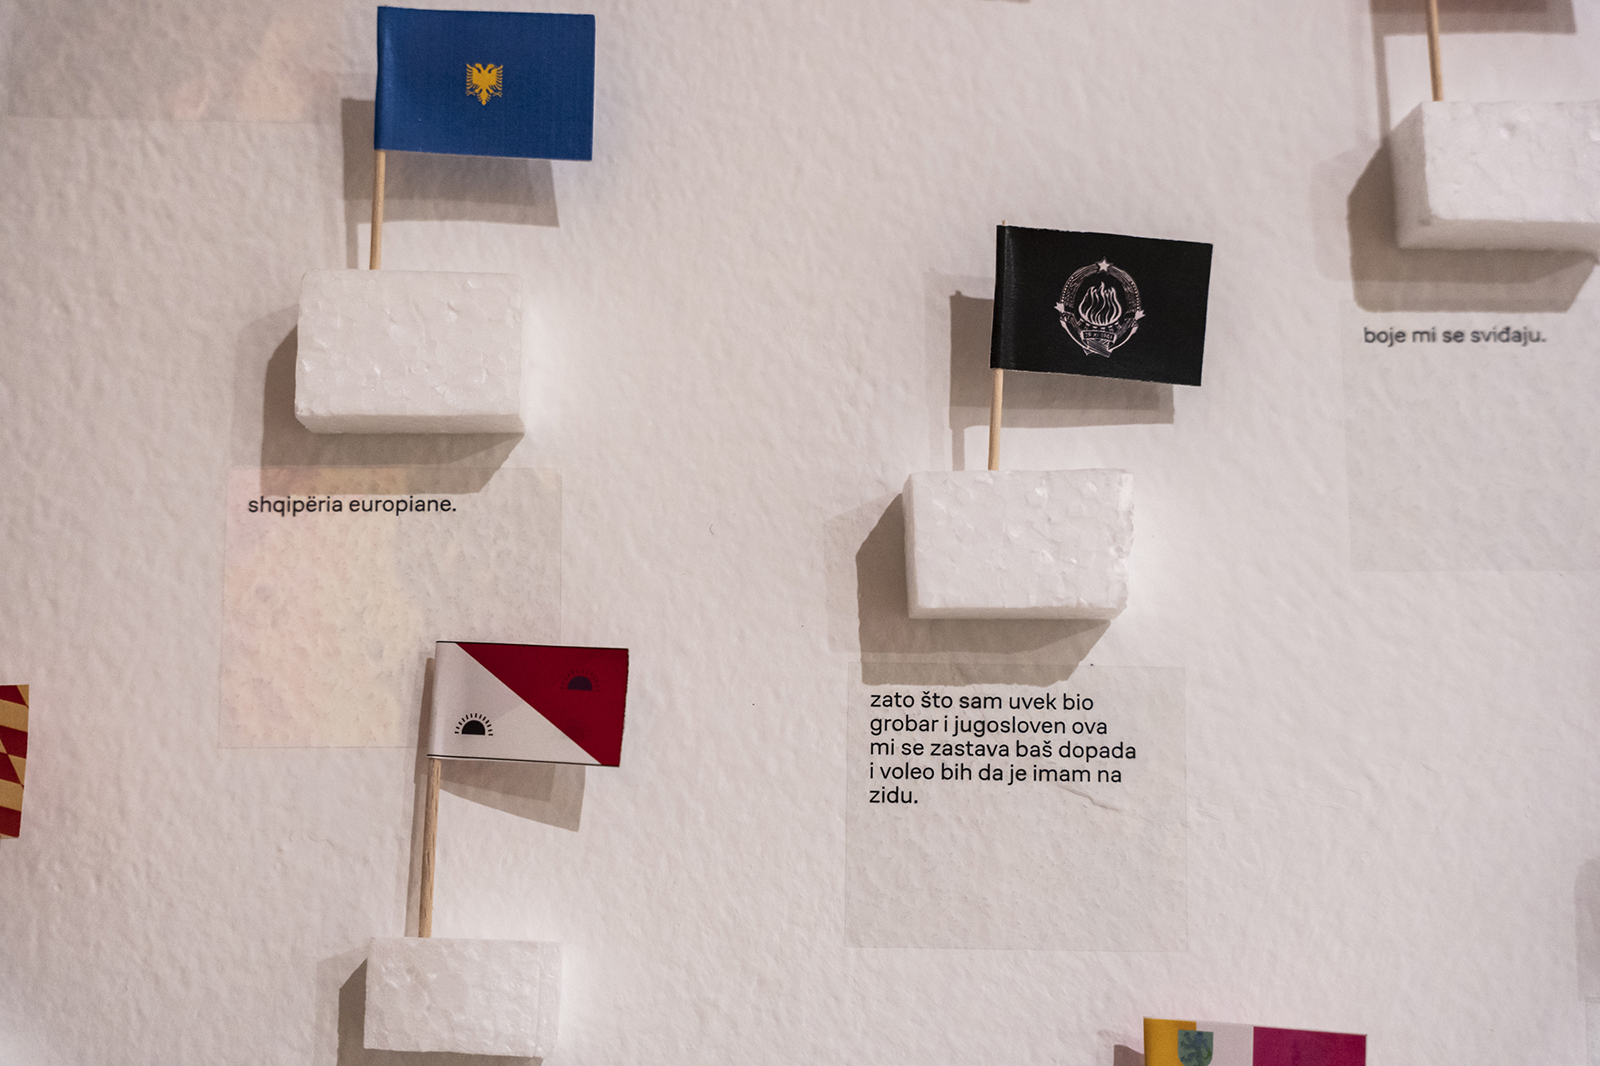 shqipëria europiane.
zato što sam uvek bio
grobar i jugosloven ova
mi se zastava baš dopada
i voleo bih da je imam na
zidu.
boje mi se sviđaju.